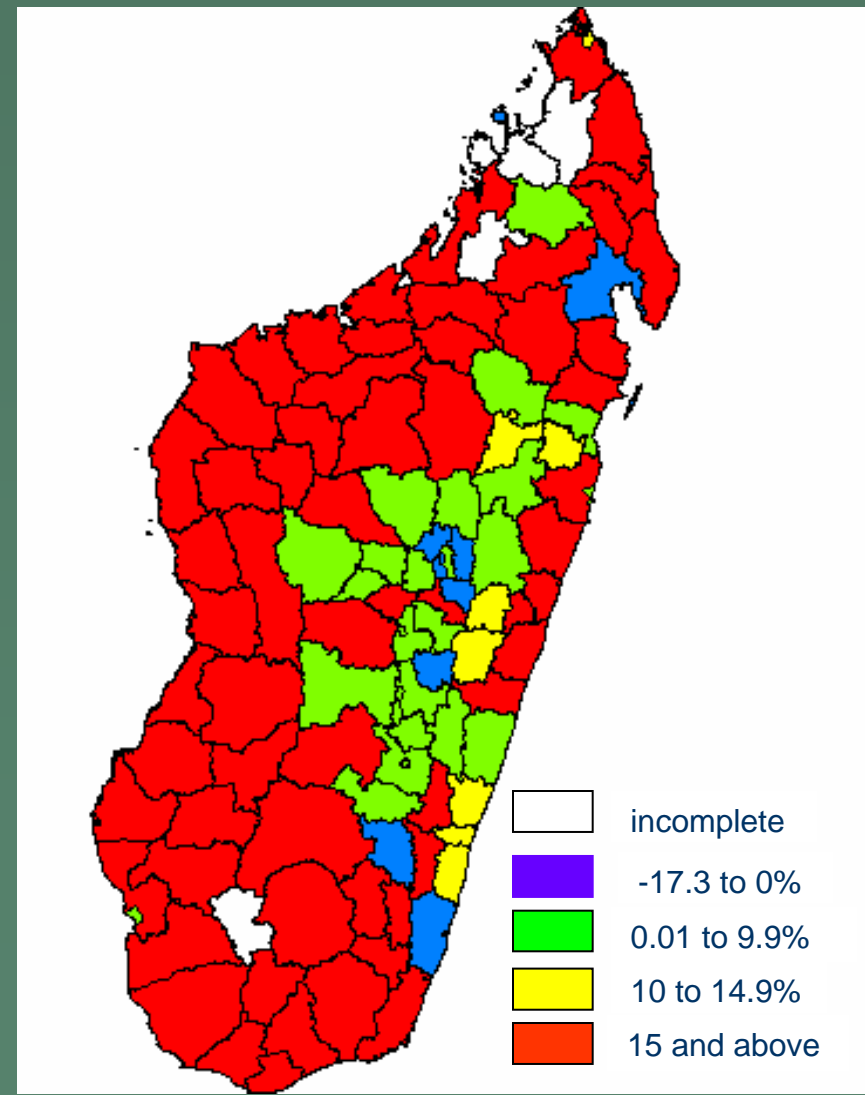 incomplete
-17.3 to 0%
0.01 to 9.9%
10 to 14.9%
15 and above